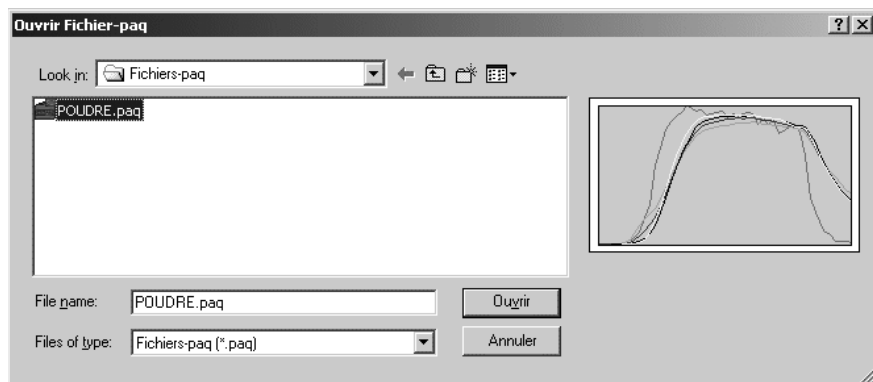 Ouvrir Fichier-paq
Look in: Fichiers-paq
POUDRE.paq
File name: POUDRE.paq Ouvrir
Files of type: Fichiers-paq (*.paq) Annuler